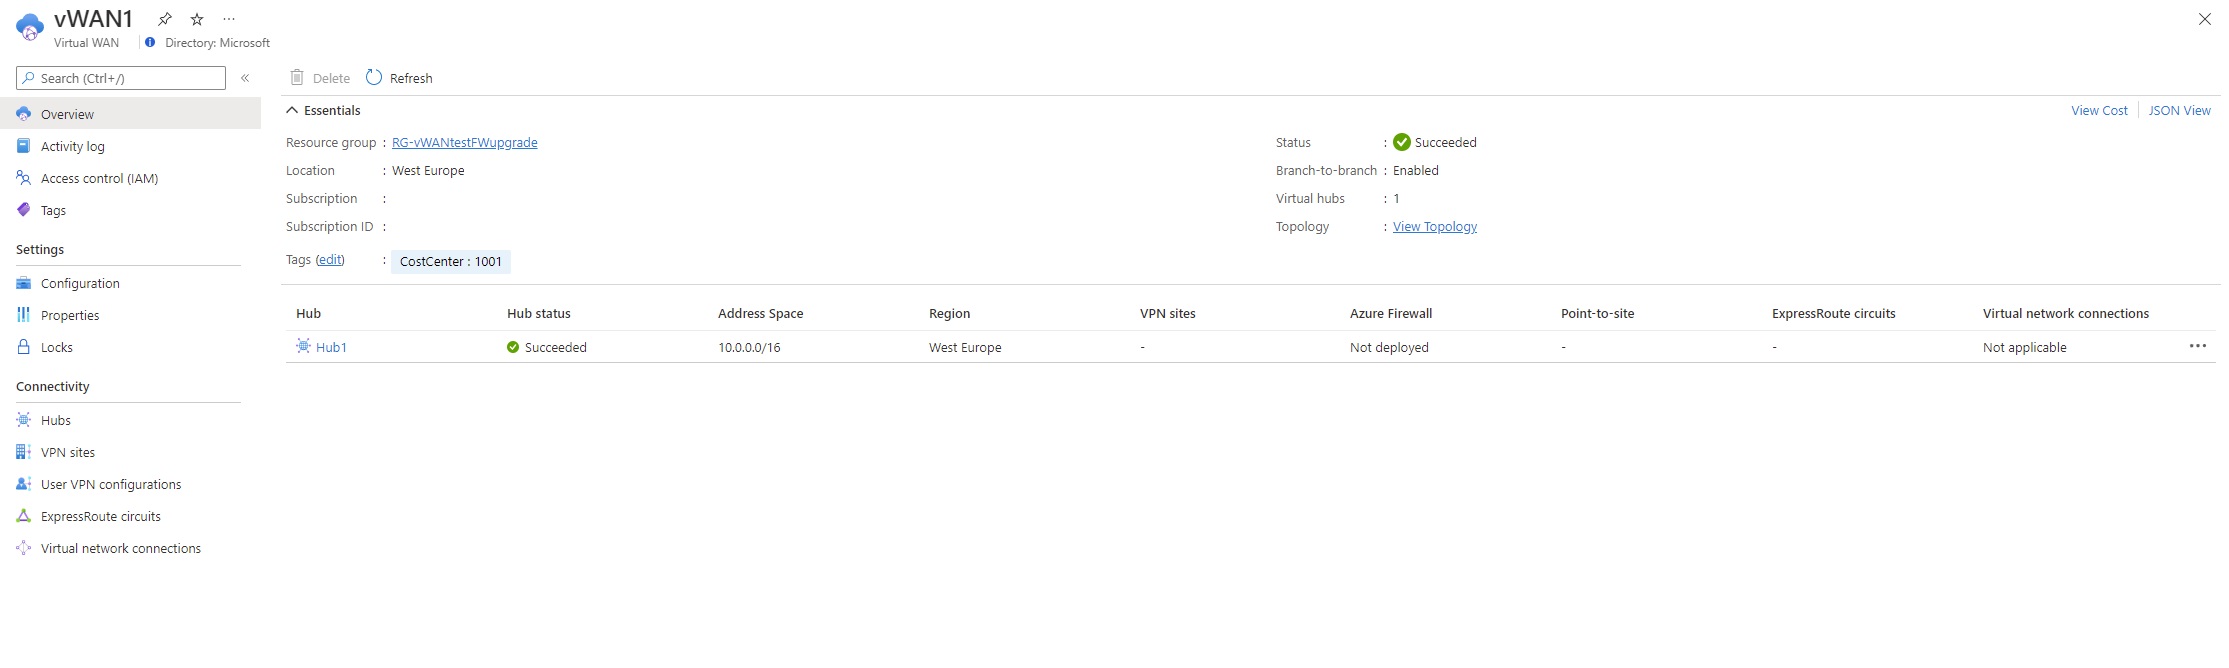 vWAN1
Virtual WAN
Directory: Microsoft
Search (Ctrl+/)
Overview
Activity log
Access control (IAM)
Tags
Settings
Configuration
Properties
Locks
Connectivity
Hubs
VPN sites
User VPN configurations
ExpressRoute circuits
Virtual network connections
Delete Refresh
Essentials
View Cost JSON View
Resource group : RG-vWANtestFWupgrade
Location : West Europe
Subscription :
Subscription ID :
Tags (edit) : CostCenter : 1001
Status : Succeeded
Branch-to-branch : Enabled
Virtual hubs : 1
Topology : View Topology
Hub Hub status Address Space Region VPN sites Azure Firewall Point-to-site ExpressRoute circuits Virtual network connections
Hub1 Succeeded 10.0.0.0/16 West Europe - Not deployed - - Not applicable